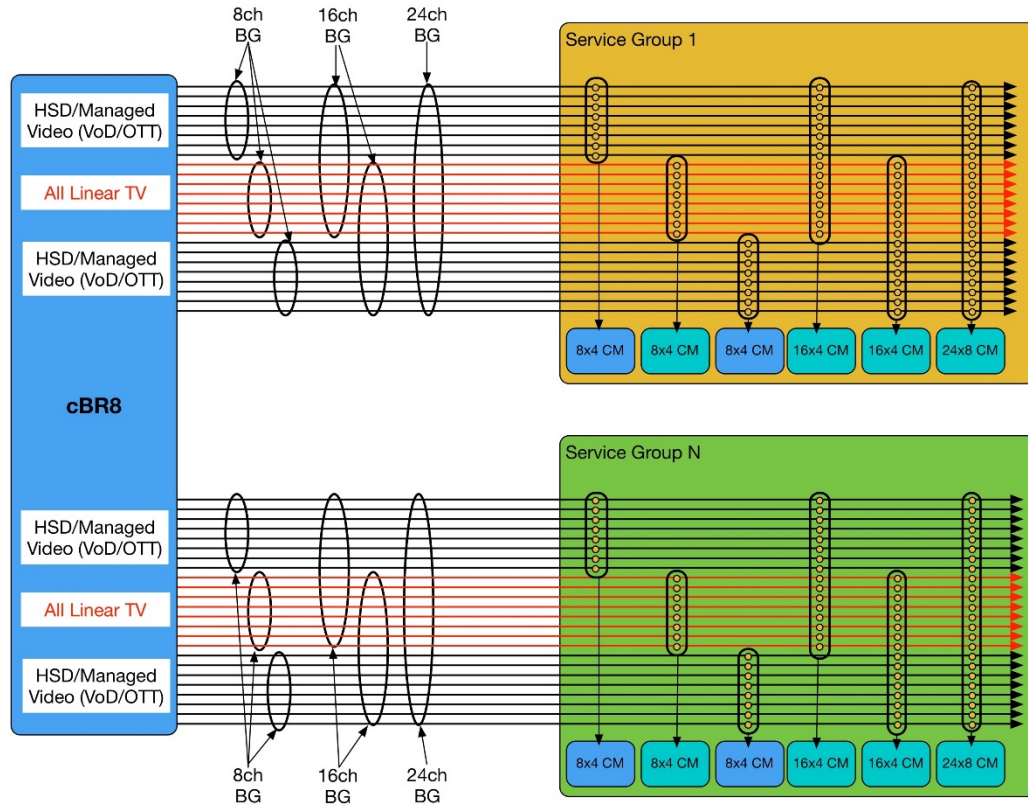 8ch
BG
16ch
BG
24ch
BG
Service Group 1
HSD/Managed
Video (VoD/OTT)
All Linear TV
HSD/Managed
Video (VoD/OTT)
8x4 CM
8x4 CM
8x4 CM
16x4 CM
16x4 CM
24x8 CM
cBR8
Service Group N
HSD/Managed
Video (VoD/OTT)
All Linear TV
HSD/Managed
Video (VoD/OTT)
8x4 CM
8x4 CM
8x4 CM
16x4 CM
16x4 CM
24x8 CM
8ch
BG
16ch
BG
24ch
BG